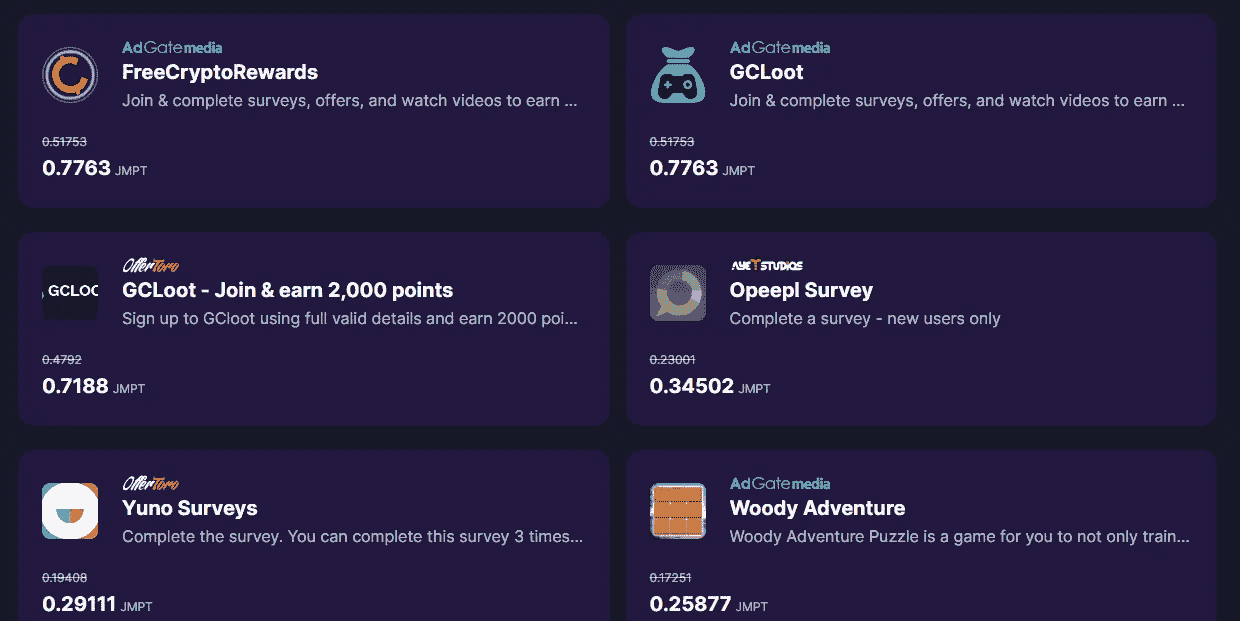 AdGatemedia
FreeCryptoRewards
Join & complete surveys, offers, and watch videos to earn ...
0.51753
0.7763 JMPT
AdGatemedia
GCLoot
Join & complete surveys, offers, and watch videos to earn ...
0.51753
0.7763 JMPT
GCLOC
OfferToro
GCLoot - Join & earn 2,000 points
Sign up to GCloot using full valid details and earn 2000 poi...
0.4792
0.7188 JMPT
AYET STUDIOS
Opeepl Survey
Complete a survey - new users only
0.23001
0.34502 JMPT
OfferToro
Yuno Surveys
Complete the survey. You can complete this survey 3 times...
0.19408
0.29111 JMPT
AdGatemedia
Woody Adventure
Woody Adventure Puzzle is a game for you to not only train...
0.17251
0.25877 JMPT